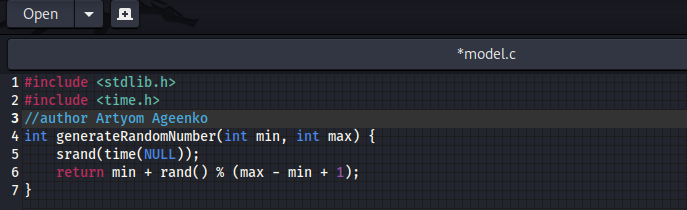 Open
*model.c
1 #include <stdlib.h>
2 #include <time.h>
3 //author Artyom Ageenko
4 int generateRandomNumber(int min, int max) {
5     srand(time(NULL));
6     return min + rand() % (max - min + 1);
7 }